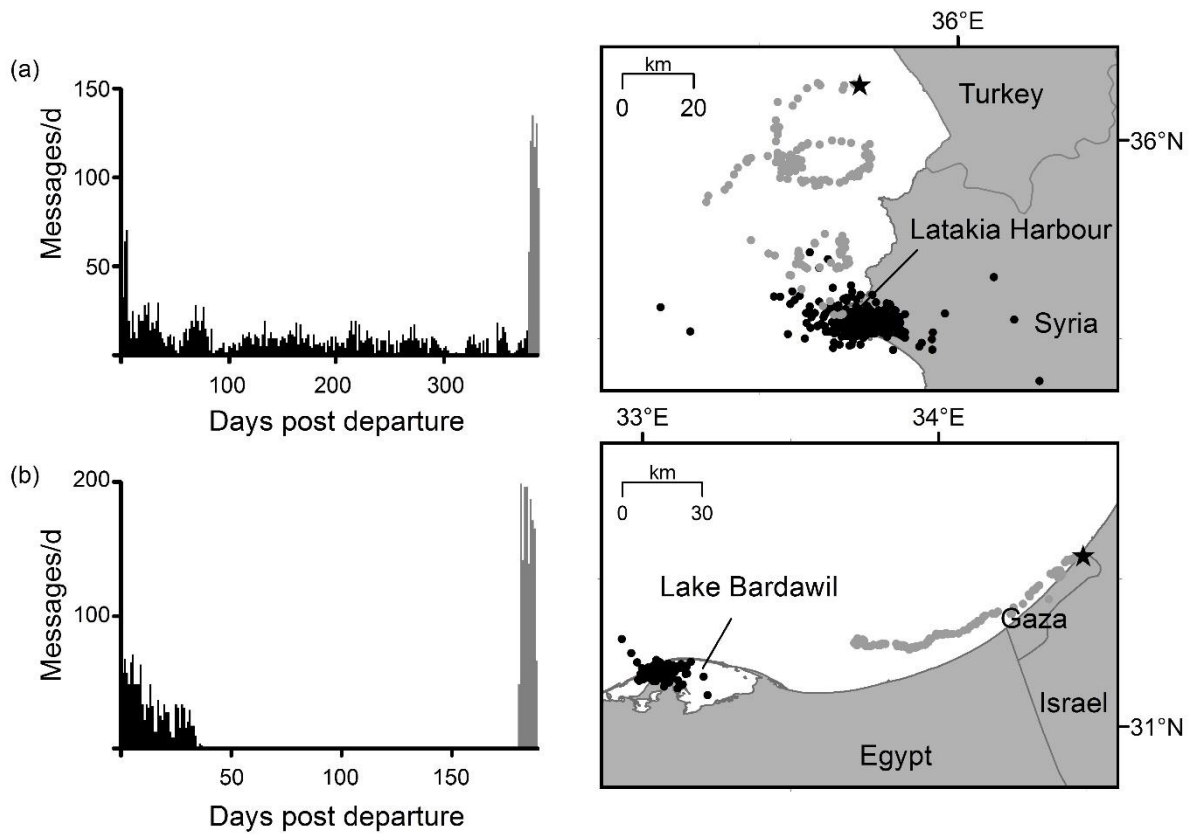 (a)
Messages/d
150
100
50
100
200
300
Days post departure
36°E
km
0
20
Turkey
36°N
Latakia Harbour
Syria
(b)
Messages/d
200
100
50
100
150
Days post departure
33°E
34°E
km
0
30
Lake Bardawil
Gaza
Israel
31°N
Egypt